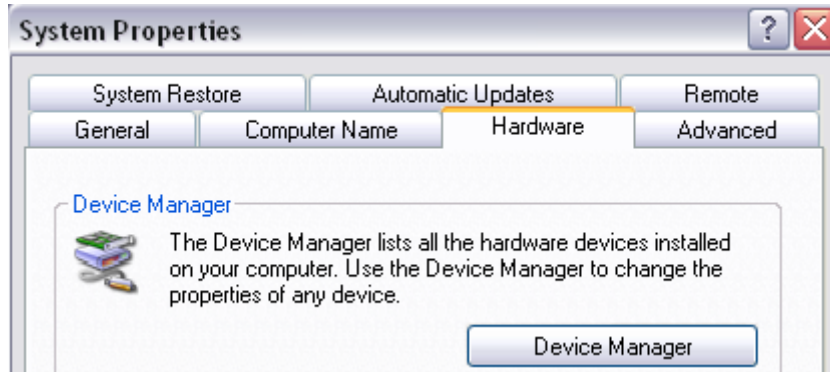 System Properties
?
System Restore Automatic Updates Remote
General Computer Name Hardware Advanced
Device Manager
The Device Manager lists all the hardware devices installed
on your computer. Use the Device Manager to change the
properties of any device.
Device Manager